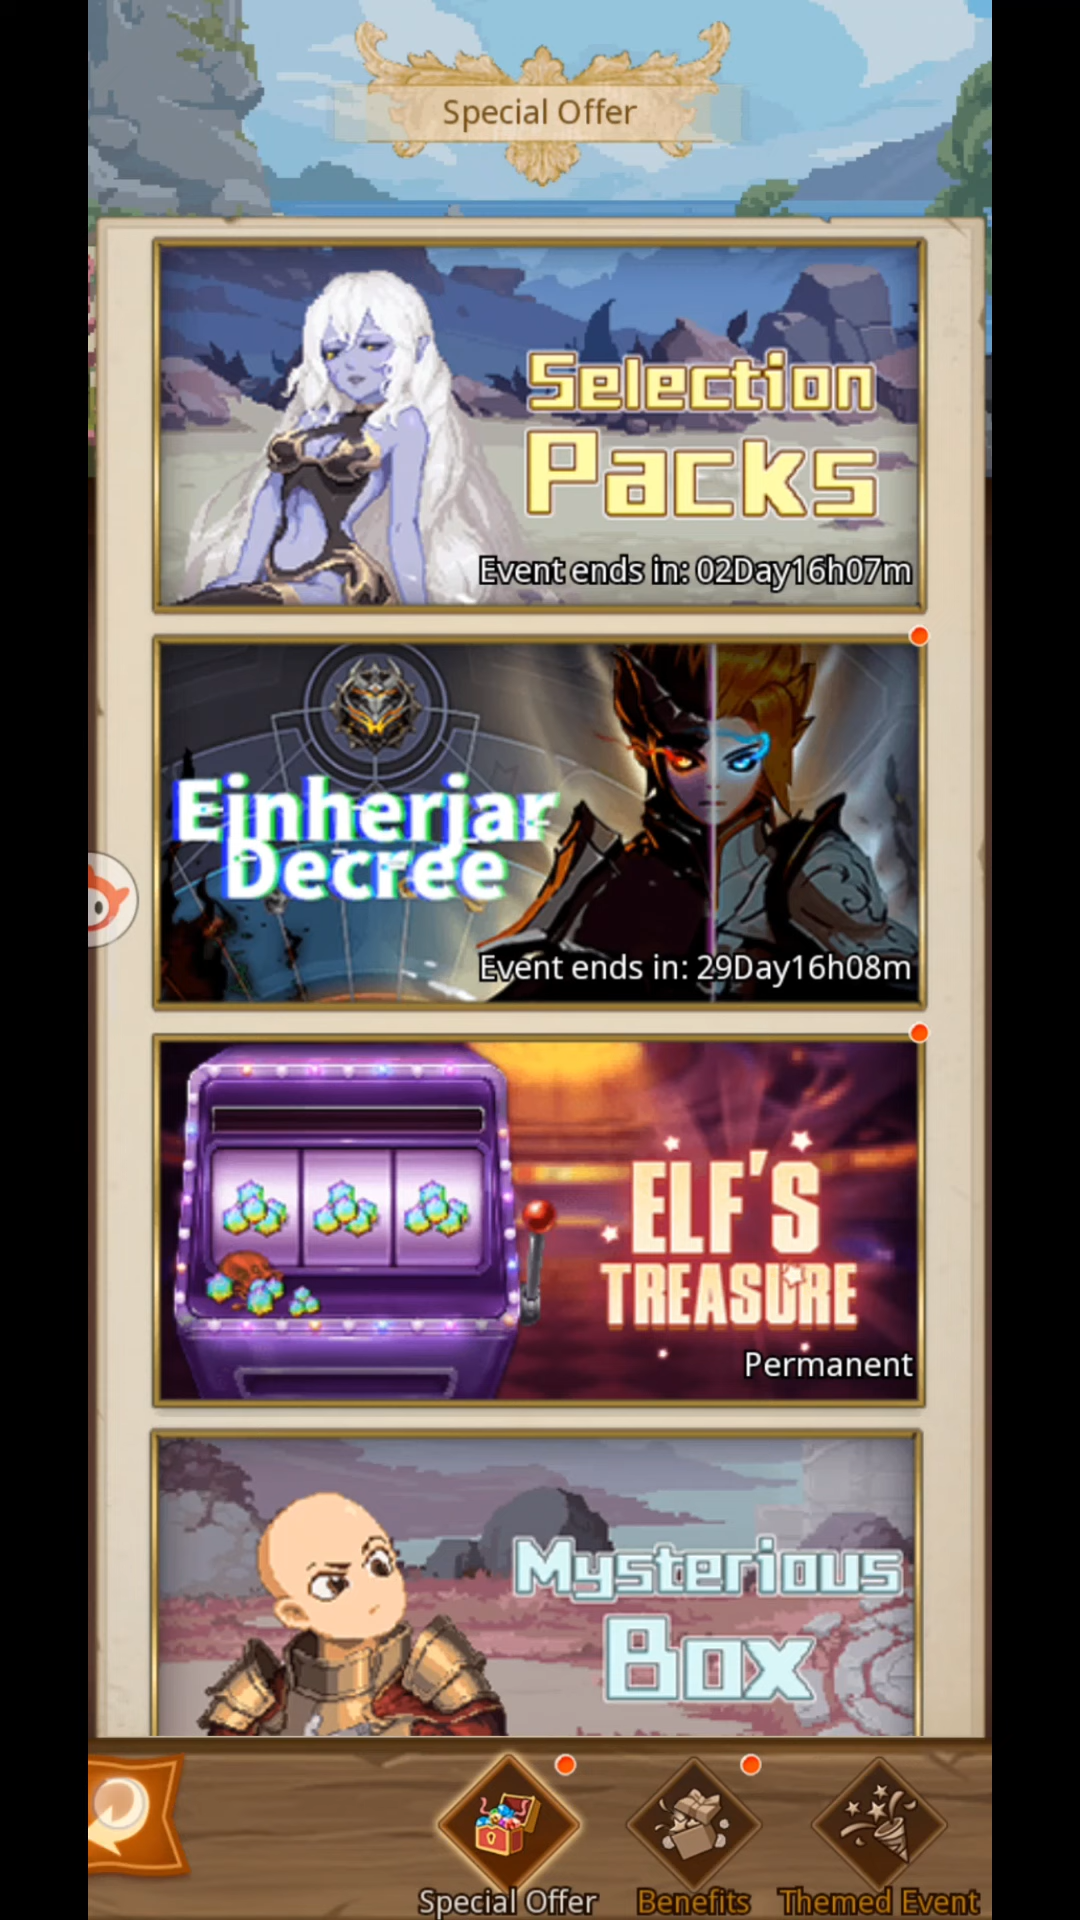 Special Offer
Selection
Packs
Event ends in: 02Day16h07m
Einherjar
Decree
Event ends in: 29Day16h08m
ELF'S
TREASURE
Permanent
Mysterious
Box
Special Offer
Benefits
Themed Event